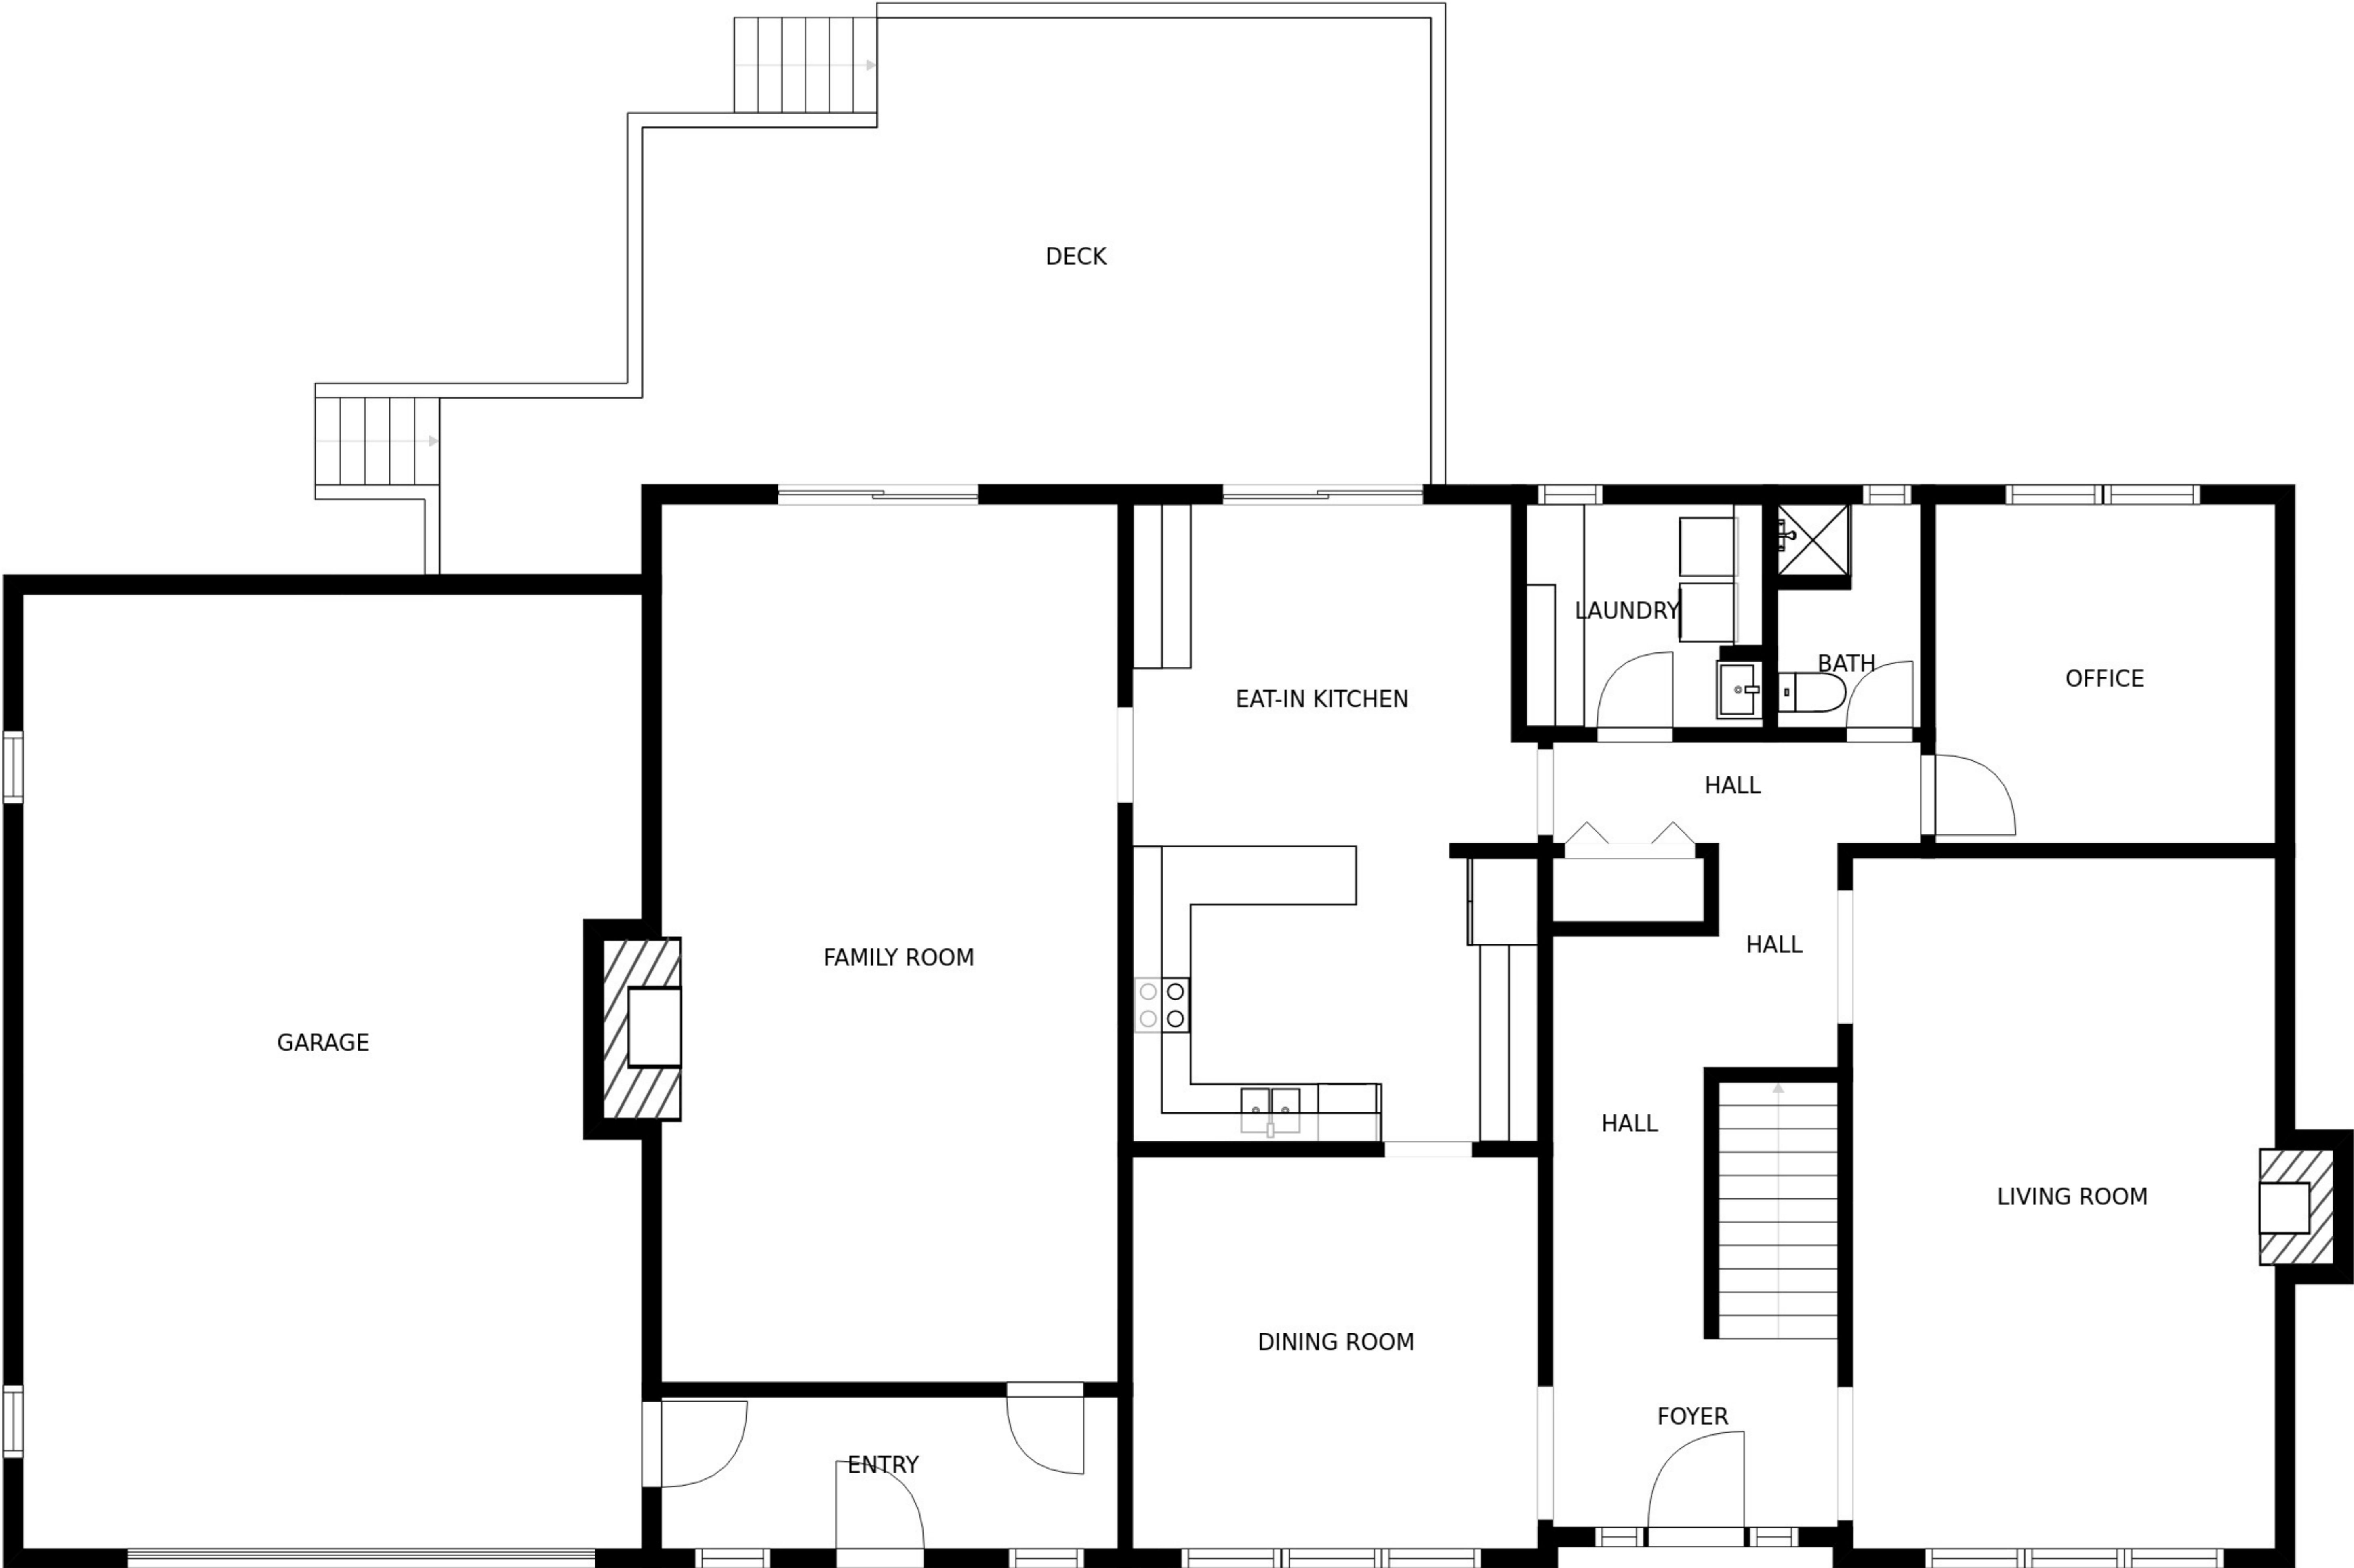 DECK
LAUNDRY
BATH
OFFICE
EAT-IN KITCHEN
HALL
HALL
FAMILY ROOM
GARAGE
HALL
LIVING ROOM
DINING ROOM
FOYER
ENTRY